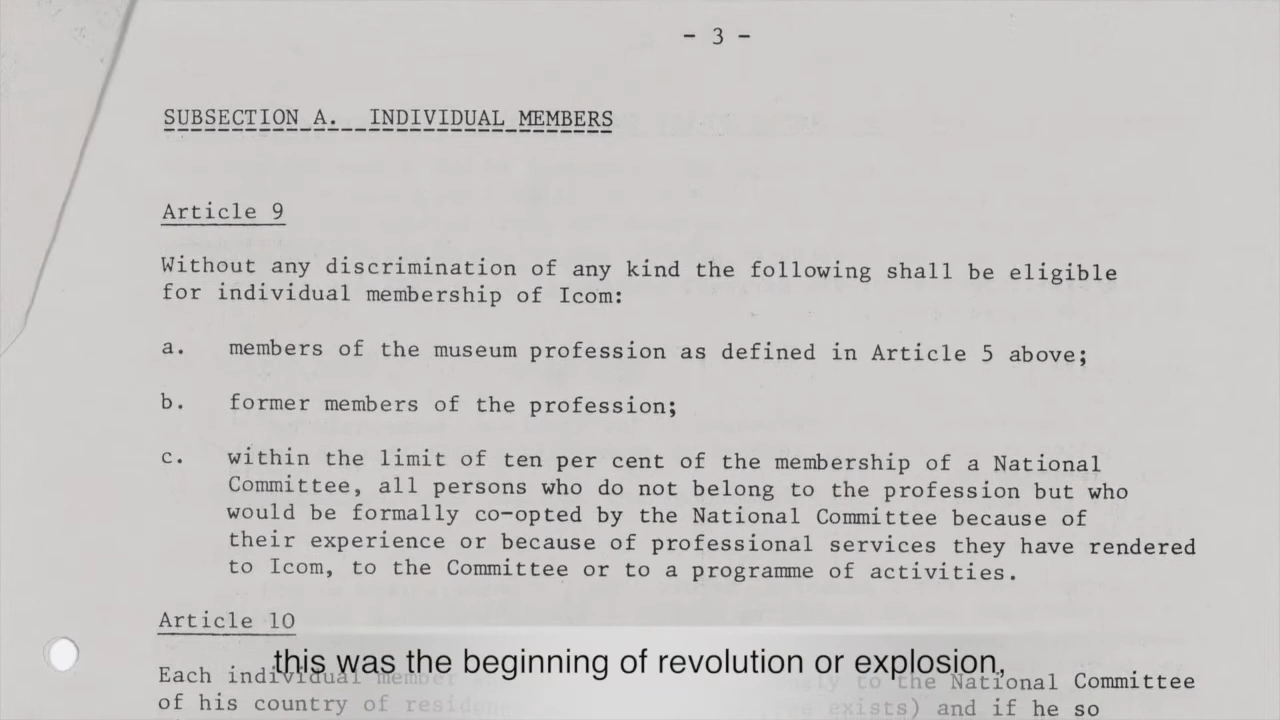 - 3 -
SUBSECTION A. INDIVIDUAL MEMBERS
Article 9
Without any discrimination of any kind the following shall be eligible
for individual membership of Icom:
a. members of the museum profession as defined in Article 5 above;
b. former members of the profession;
c. within the limit of ten per cent of the membership of a National
Committee, all persons who do not belong to the profession but who
would be formally co-opted by the National Committee because of
their experience or because of professional services they have rendered
to Icom, to the Committee or to a programme of activities.
Article 10
this was the beginning of revolution or explosion,
Each individual member to the National Committee
of his country of exists) and if he so